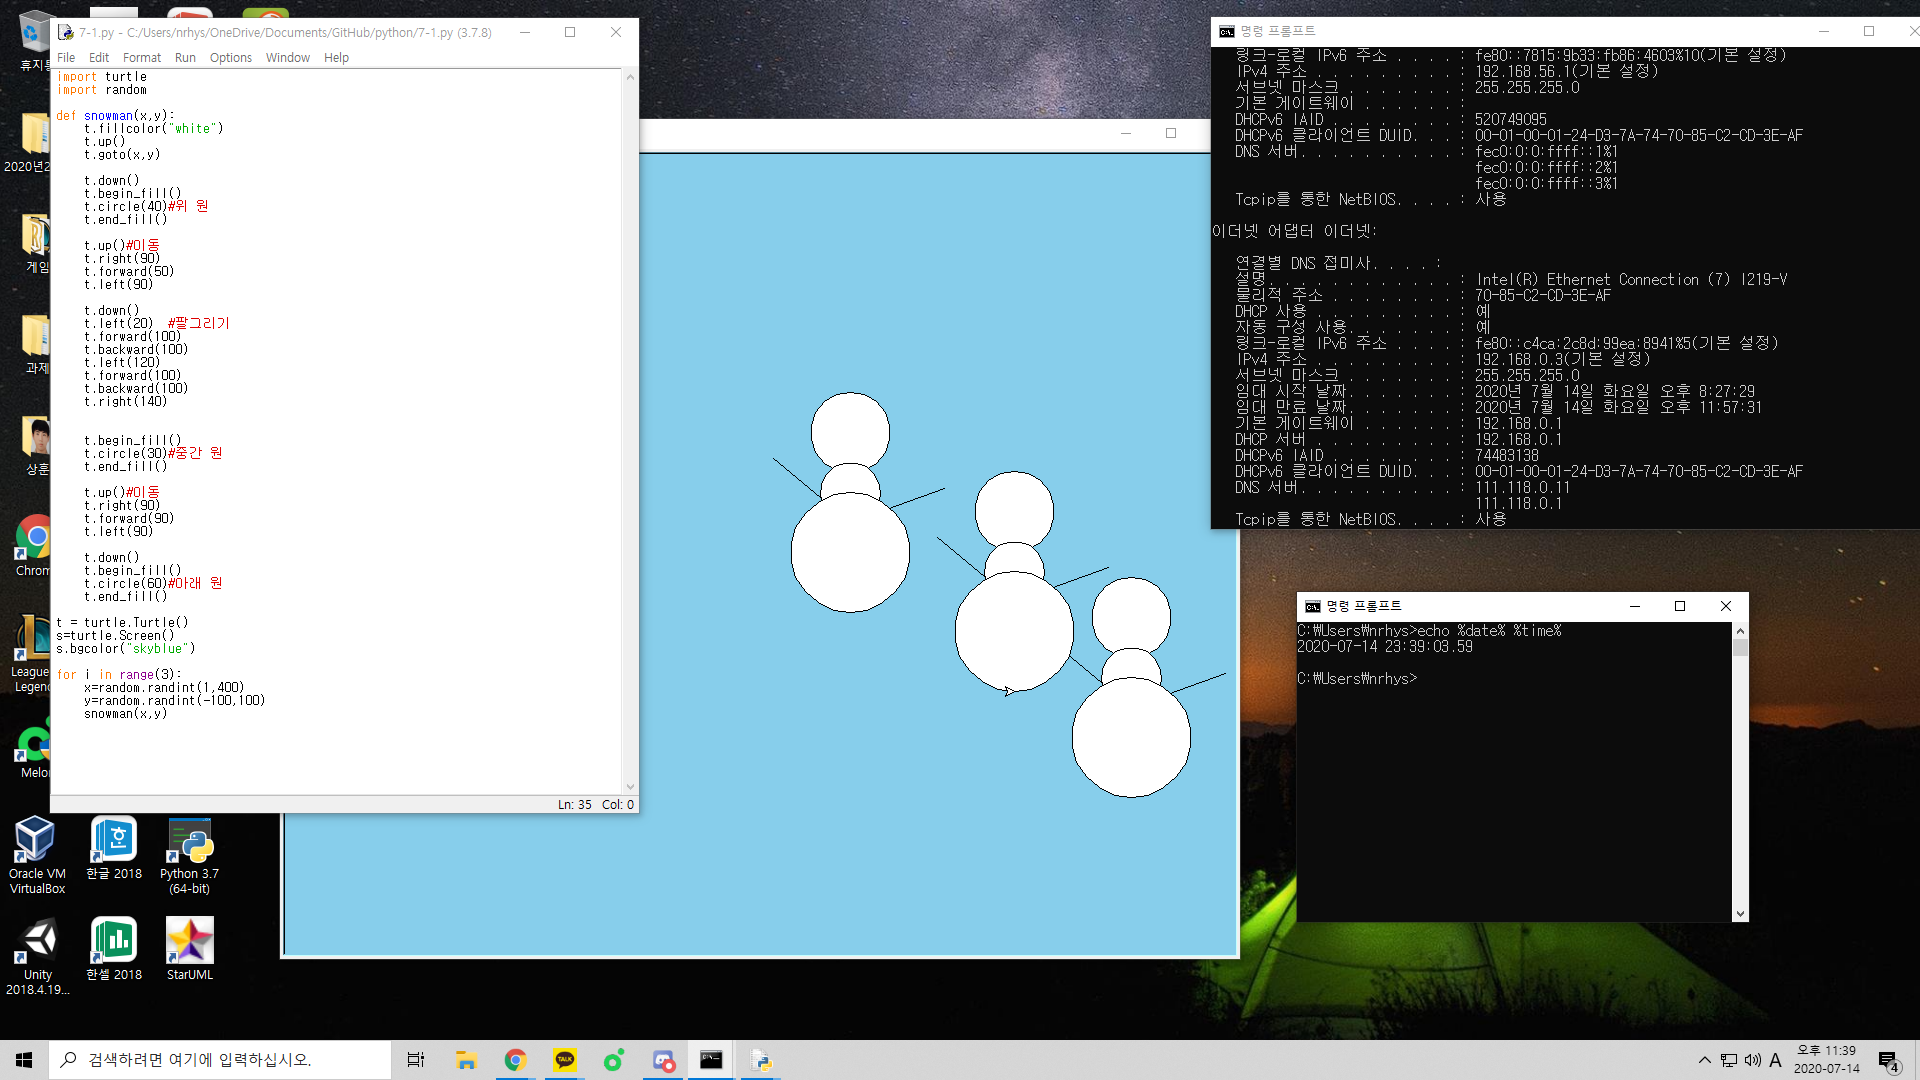 7-1.py - C:/Users/nrhys/OneDrive/Documents/GitHub/python/7-1.py (3.7.8)
File Edit Format Run Options Window Help
import turtle
import random
def snowman(x,y):
    t.fillcolor("white")
    t.up()
    t.goto(x,y)
    t.down()
    t.begin_fill()
    t.circle(40)#위 원
    t.end_fill()
    t.up()#이동
    t.right(90)
    t.forward(50)
    t.left(90)
    t.down()
    t.left(20)  #팔그리기
    t.forward(100)
    t.backward(100)
    t.left(120)
    t.forward(100)
    t.backward(100)
    t.right(140)
    t.begin_fill()
    t.circle(30)#중간 원
    t.end_fill()
    t.up()#이동
    t.right(90)
    t.forward(90)
    t.left(90)
    t.down()
    t.begin_fill()
    t.circle(60)#아래 원
    t.end_fill()
t = turtle.Turtle()
s=turtle.Screen()
s.bgcolor("skyblue")
for i in range(3):
    x=random.randint(1,400)
    y=random.randint(-100,100)
    snowman(x,y)
Ln: 35 Col: 0
명령 프롬프트
링크-로컬 IPv6 주소 . . . . : fe80::7815:9b33:fb86:4603%10(기본 설정)
IPv4 주소 . . . . . . . . . : 192.168.56.1(기본 설정)
서브넷 마스크 . . . . . . . : 255.255.255.0
기본 게이트웨이 . . . . . . :
DHCPv6 IAID . . . . . . . . : 520749095
DHCPv6 클라이언트 DUID. . . : 00-01-00-01-24-D3-7A-74-70-85-C2-CD-3E-AF
DNS 서버. . . . . . . . . . : fec0:0:0:ffff::1%1
fec0:0:0:ffff::2%1
fec0:0:0:ffff::3%1
Tcpip를 통한 NetBIOS. . . . : 사용
이더넷 어댑터 이더넷:
연결별 DNS 접미사. . . . :
설명. . . . . . . . . . . . : Intel(R) Ethernet Connection (7) I219-V
물리적 주소 . . . . . . . . : 70-85-C2-CD-3E-AF
DHCP 사용 . . . . . . . . . : 예
자동 구성 사용. . . . . . . : 예
링크-로컬 IPv6 주소 . . . . : fe80::c4ca:2c8d:99ea:8941%5(기본 설정)
IPv4 주소 . . . . . . . . . : 192.168.0.3(기본 설정)
서브넷 마스크 . . . . . . . : 255.255.255.0
임대 시작 날짜. . . . . . . : 2020년 7월 14일 화요일 오후 8:27:29
임대 만료 날짜. . . . . . . : 2020년 7월 14일 화요일 오후 11:57:31
기본 게이트웨이 . . . . . . : 192.168.0.1
DHCP 서버 . . . . . . . . . : 192.168.0.1
DHCPv6 IAID . . . . . . . . : 74483138
DHCPv6 클라이언트 DUID. . . : 00-01-00-01-24-D3-7A-74-70-85-C2-CD-3E-AF
DNS 서버. . . . . . . . . . : 111.118.0.11
111.118.0.1
Tcpip를 통한 NetBIOS. . . . : 사용
명령 프롬프트
C:\Users\nrhys>echo %date% %time%
2020-07-14 23:39:03.59
C:\Users\nrhys>
2020년2
게임
과제
상훈
Chrom
League
Legen
Melo
Oracle VM
VirtualBox
한글 2018
Python 3.7
(64-bit)
Unity
2018.4.19...
한셀 2018
StarUML
검색하려면 여기에 입력하십시오.
TALK
A
오후 11:39
2020-07-14
4